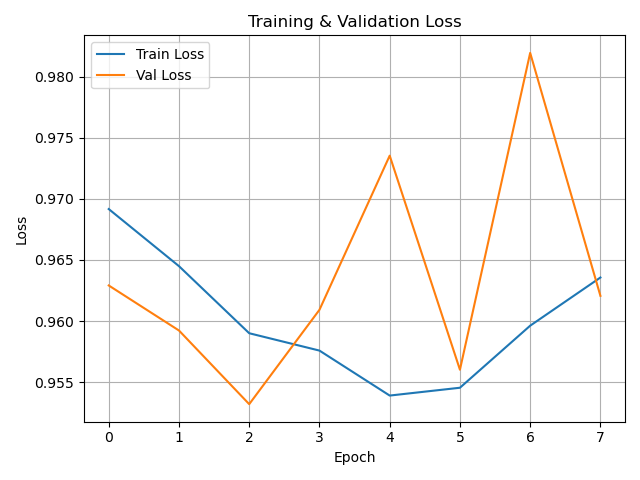 Training & Validation Loss
Train Loss
Val Loss
0.980
0.975
0.970
0.965
0.960
0.955
Loss
0 1 2 3 4 5 6 7
Epoch